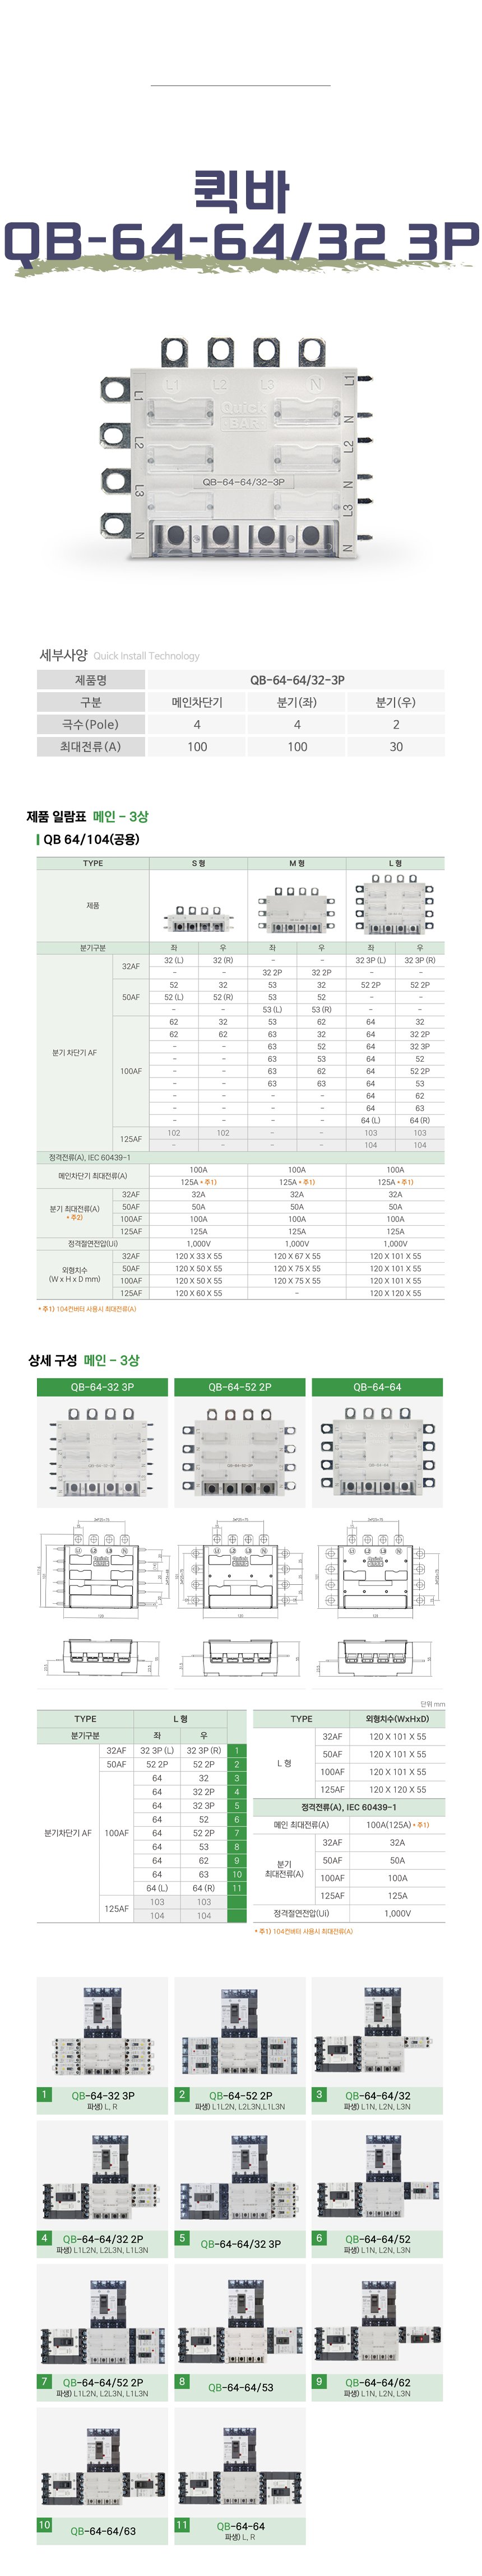 퀵바
QB-64-64/32 3P
L1 L2 L3 N
Quick
BAR
QB-64-64/32-3P
L1
L2
L3
N
L1
N
L2
N
L3
N
세부사양 Quick Install Technology
제품명 QB-64-64/32-3P
구분 메인차단기 분기(좌) 분기(우)
극수(Pole) 4 4 2
최대전류(A) 100 100 30
제품 일람표 메인 - 3상
QB 64/104(공용)
TYPE S 형 M 형 L 형
제품
분기구분 좌 우 좌 우 좌 우
분기 차단기 AF
32AF 32 (L) 32 (R) - - 32 3P (L) 32 3P (R)
- - 32 2P 32 2P - -
50AF 52 32 53 32 52 2P 52 2P
52 (L) 52 (R) 53 52 - -
- - 53 (L) 53 (R) - -
100AF 62 32 53 62 64 32
62 62 63 32 64 32 2P
- - 63 52 64 32 3P
- - 63 53 64 52
- - 63 62 64 52 2P
- - 63 63 64 53
- - - - 64 62
- - - - 64 63
- - - - 64 (L) 64 (R)
125AF 102 102 - - 103 103
- - - - 104 104
정격전류(A), IEC 60439-1
메인차단기 최대전류(A) 100A 100A 100A
125A * 주1) 125A * 주1) 125A * 주1)
분기 최대전류(A)
* 주2)
32AF 32A 32A 32A
50AF 50A 50A 50A
100AF 100A 100A 100A
125AF 125A 125A 125A
정격절연전압(Ui) 1,000V 1,000V 1,000V
외형치수
(W x H x D mm)
32AF 120 X 33 X 55 120 X 67 X 55 120 X 101 X 55
50AF 120 X 50 X 55 120 X 75 X 55 120 X 101 X 55
100AF 120 X 50 X 55 120 X 75 X 55 120 X 101 X 55
125AF 120 X 60 X 55 - 120 X 120 X 55
* 주1) 104컨버터 사용시 최대전류(A)
상세 구성 메인 - 3상
QB-64-32 3P QB-64-52 2P QB-64-64
단위 mm
TYPE L 형
분기구분 좌 우
분기차단기 AF
32AF 32 3P (L) 32 3P (R) 1
50AF 52 2P 52 2P 2
100AF 64 32 3
64 32 2P 4
64 32 3P 5
64 52 6
64 52 2P 7
64 53 8
64 62 9
64 63 10
64 (L) 64 (R) 11
125AF 103 103
104 104
TYPE 외형치수(WxHxD)
L 형
32AF 120 X 101 X 55
50AF 120 X 101 X 55
100AF 120 X 101 X 55
125AF 120 X 120 X 55
정격전류(A), IEC 60439-1
메인 최대전류(A) 100A(125A) * 주1)
분기
최대전류(A)
32AF 32A
50AF 50A
100AF 100A
125AF 125A
정격절연전압(Ui) 1,000V
* 주1) 104컨버터 사용시 최대전류(A)
1 QB-64-32 3P
파생) L, R
2 QB-64-52 2P
파생) L1L2N, L2L3N,L1L3N
3 QB-64-64/32
파생) L1N, L2N, L3N
4 QB-64-64/32 2P
파생) L1L2N, L2L3N, L1L3N
5 QB-64-64/32 3P
6 QB-64-64/52
파생) L1N, L2N, L3N
7 QB-64-64/52 2P
파생) L1L2N, L2L3N, L1L3N
8 QB-64-64/53
9 QB-64-64/62
파생) L1N, L2N, L3N
10 QB-64-64/63
11 QB-64-64
파생) L, R